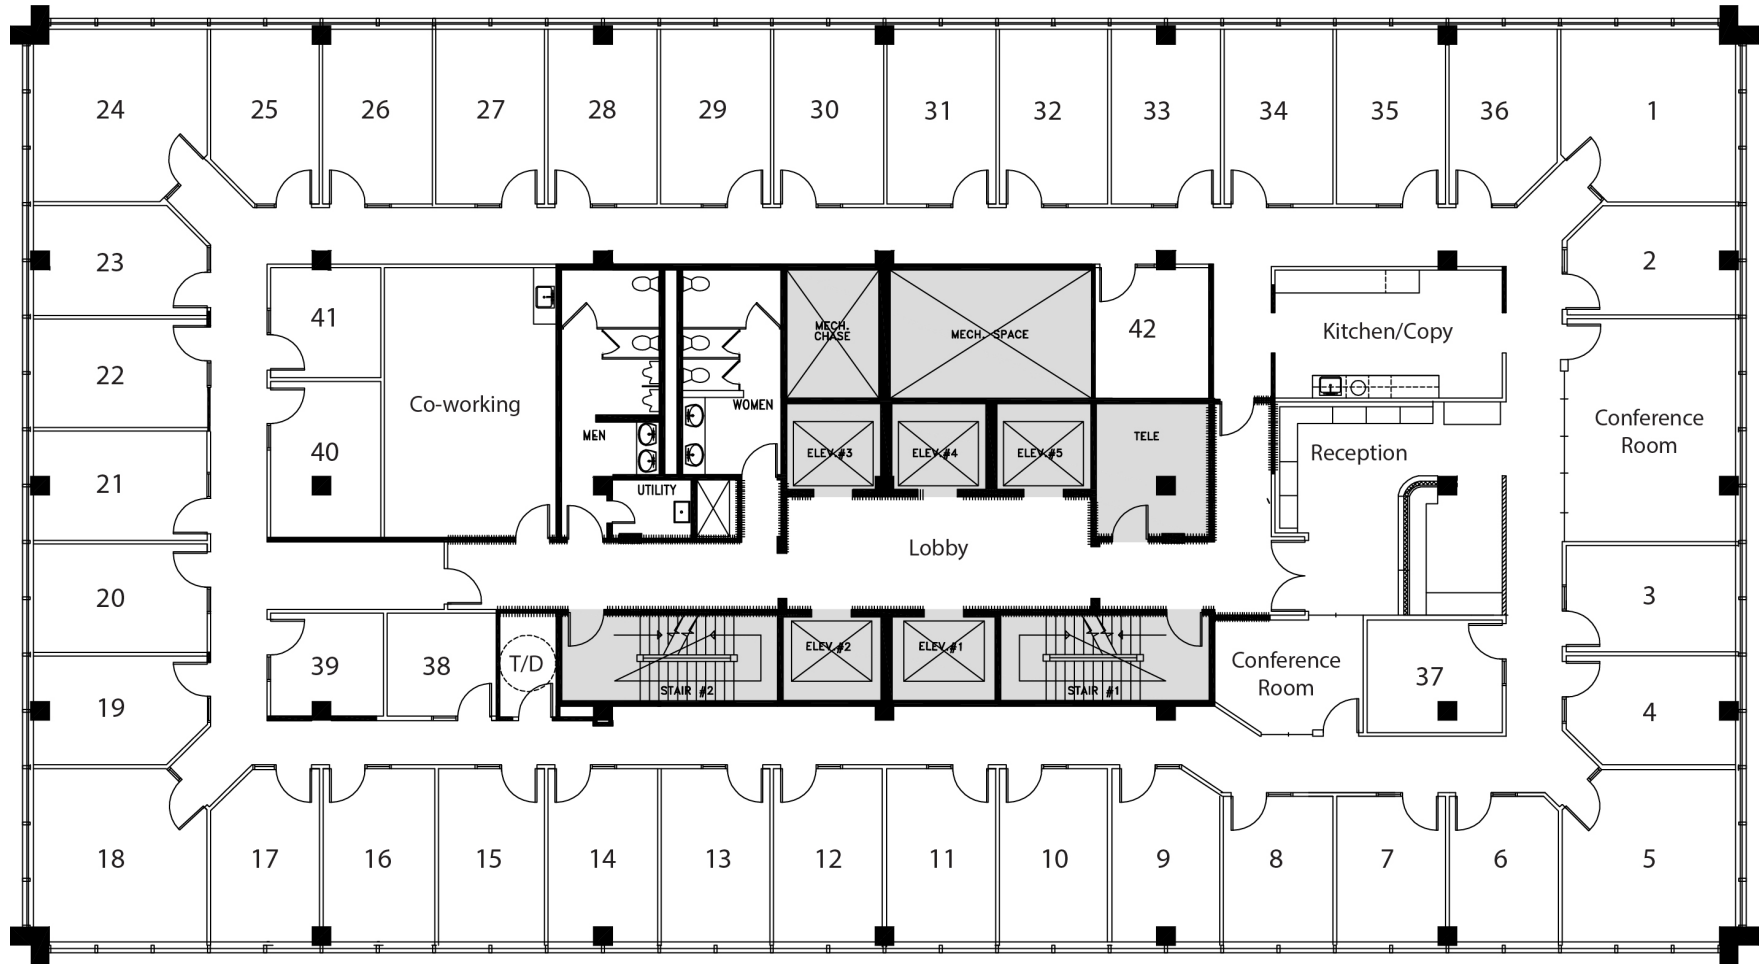 24
25
26
27
28
29
30
31
32
33
34
35
36
1
23
2
41
42
Kitchen/Copy
MECH.
CHASE
MECH. SPACE
22
Co-working
WOMEN
Conference
Room
MEN
TELE
40
ELEV.#3
ELEV.#4
ELEV.#5
Reception
21
UTILITY
Lobby
20
3
39
38
T/D
ELEV.#2
ELEV.#1
STAIR #2
STAIR #1
Conference
Room
37
19
4
18
17
16
15
14
13
12
11
10
9
8
7
6
5